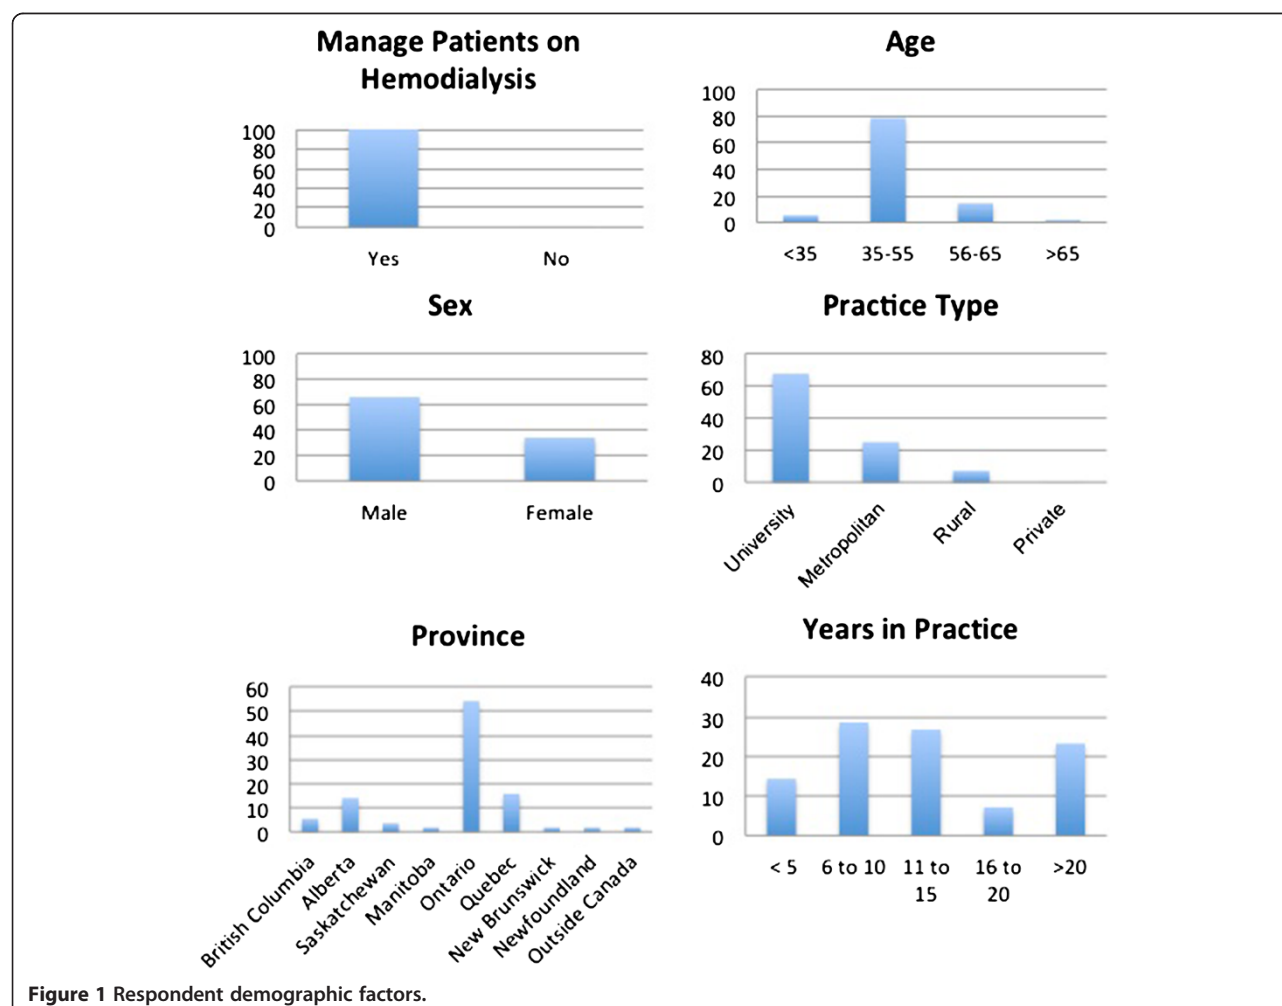 Manage Patients on
Hemodialysis
100
80
60
40
20
0
Yes No
Age
100
80
60
40
20
0
<35 35-55 56-65 >65
Sex
100
80
60
40
20
0
Male Female
Practice Type
80
60
40
20
0
University Metropolitan Rural Private
Province
60
50
40
30
20
10
0
British Columbia Alberta Saskatchewan Manitoba Ontario Quebec New Brunswick Newfoundland Outside Canada
Years in Practice
40
30
20
10
0
< 5 6 to 10 11 to 16 to >20
15 20
Figure 1 Respondent demographic factors.